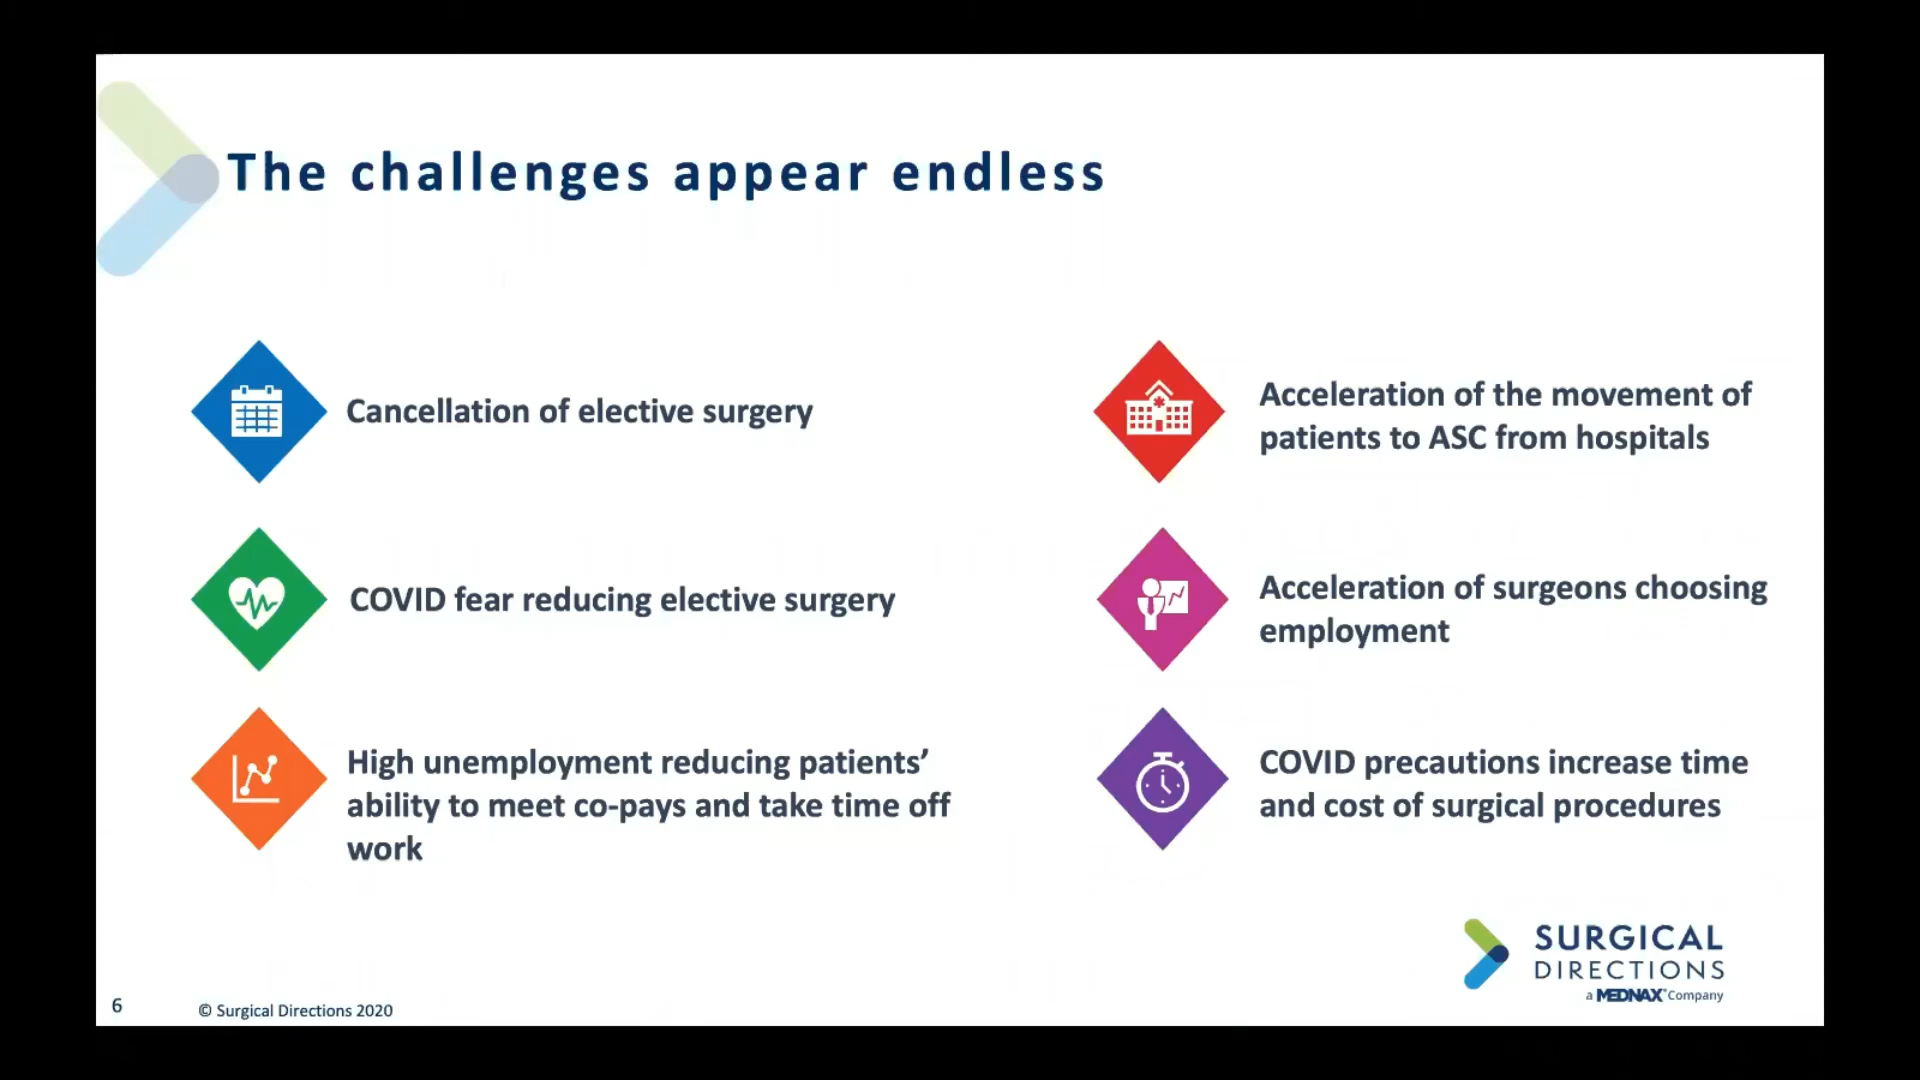 The challenges appear endless
Cancellation of elective surgery
COVID fear reducing elective surgery
High unemployment reducing patients’
ability to meet co-pays and take time off
work
Acceleration of the movement of
patients to ASC from hospitals
Acceleration of surgeons choosing
employment
COVID precautions increase time
and cost of surgical procedures
SURGICAL
DIRECTIONS
a MEDNAX® Company
6
© Surgical Directions 2020